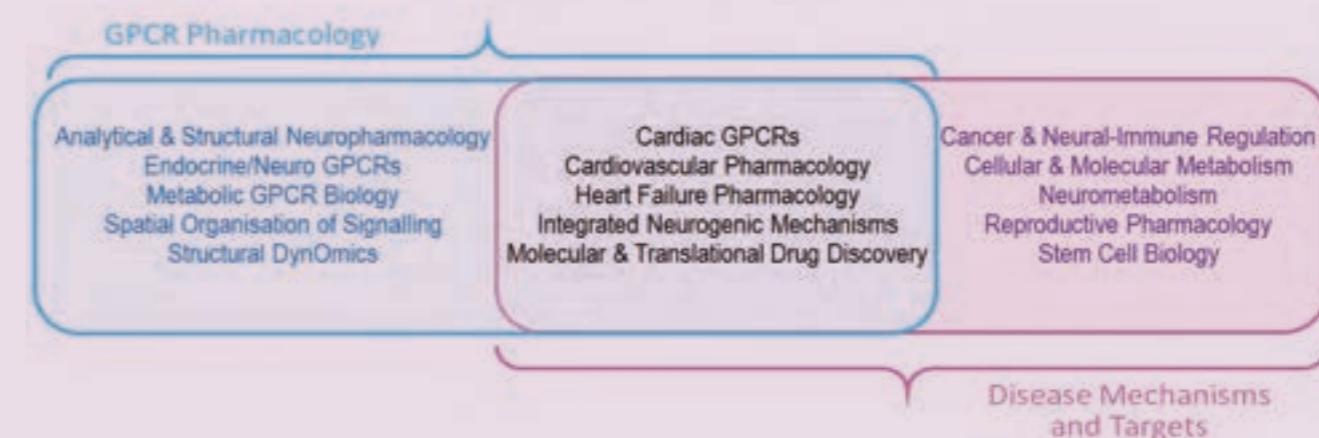 GPCR Pharmacology
Analytical & Structural Neuropharmacology
Endocrine/Neuro GPCRs
Metabolic GPCR Biology
Spatial Organisation of Signalling
Structural DynOmics
Cardiac GPCRs
Cardiovascular Pharmacology
Heart Failure Pharmacology
Integrated Neurogenic Mechanisms
Molecular & Translational Drug Discovery
Cancer & Neural-Immune Regulation
Cellular & Molecular Metabolism
Neurometabolism
Reproductive Pharmacology
Stem Cell Biology
Disease Mechanisms
and Targets